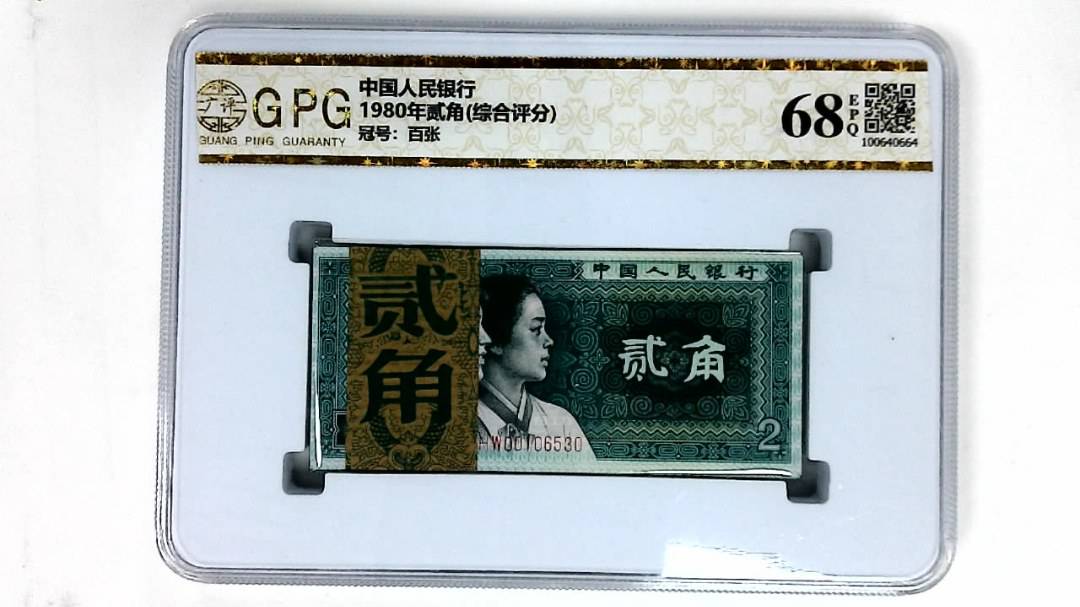 广评
GPG
GUANG PING GUARANTY
中国人民银行
1980年贰角(综合评分)
冠号：百张
68
EPQ
100640664
贰角
中国人民银行
贰角
HW00106530
2